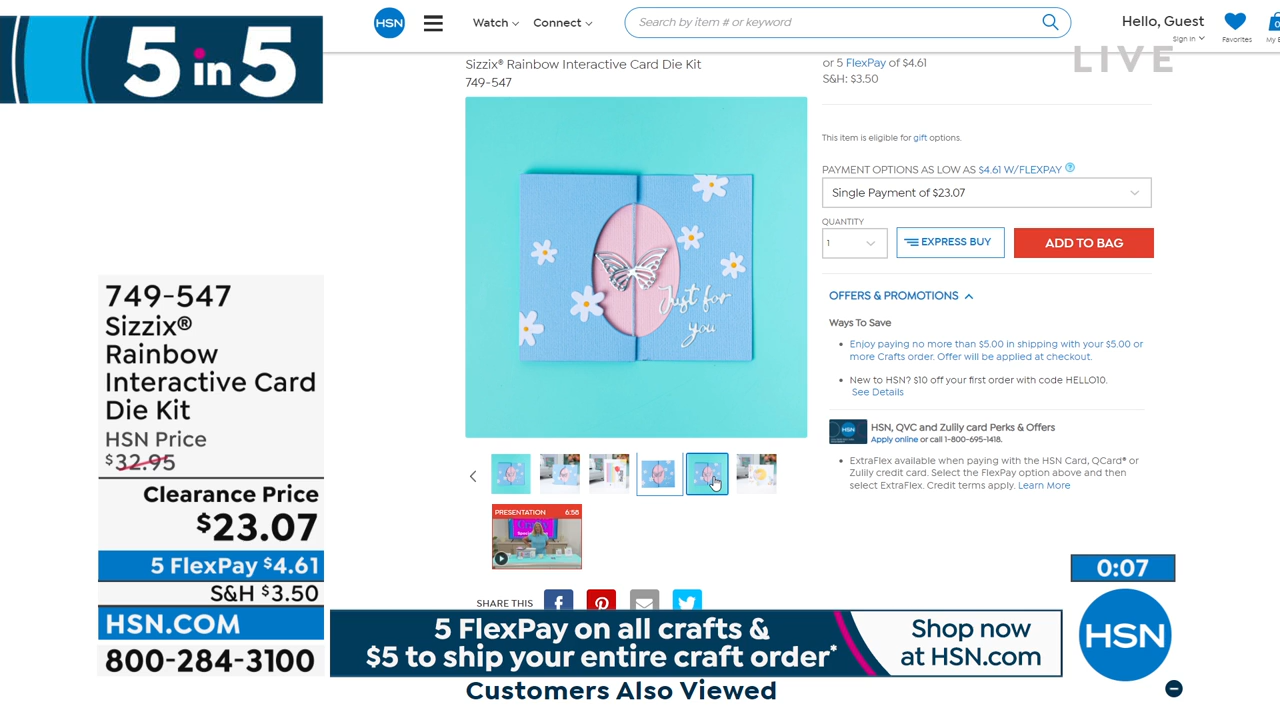 5 in 5
HSN
Watch
Connect
Search by item # or keyword
Hello, Guest
Sign In
Favorites
LIVE
Sizzix® Rainbow Interactive Card Die Kit
749-547
or 5 FlexPay of $4.61
S&H: $3.50
This item is eligible for gift options.
PAYMENT OPTIONS AS LOW AS $4.61 W/FLEXPAY ?
Single Payment of $23.07
QUANTITY
1
EXPRESS BUY
ADD TO BAG
OFFERS & PROMOTIONS
Ways To Save
• Enjoy paying no more than $5.00 in shipping with your $5.00 or
more Crafts order. Offer will be applied at checkout.
• New to HSN? $10 off your first order with code HELLO10.
See Details
HSN
HSN, QVC and Zulily card Perks & Offers
Apply online or call 1-800-695-1418.
• ExtraFlex available when paying with the HSN Card, QCard® or
Zulily credit card. Select the FlexPay option above and then
select ExtraFlex. Credit terms apply. Learn More
Just for
you
749-547
Sizzix®
Rainbow
Interactive Card
Die Kit
HSN Price
$32.95
Clearance Price
$23.07
5 FlexPay $4.61
S&H $3.50
HSN.COM
800-284-3100
PRESENTATION 6:58
SHARE THIS
0:07
HSN
5 FlexPay on all crafts &
$5 to ship your entire craft order*
Shop now
at HSN.com
Customers Also Viewed